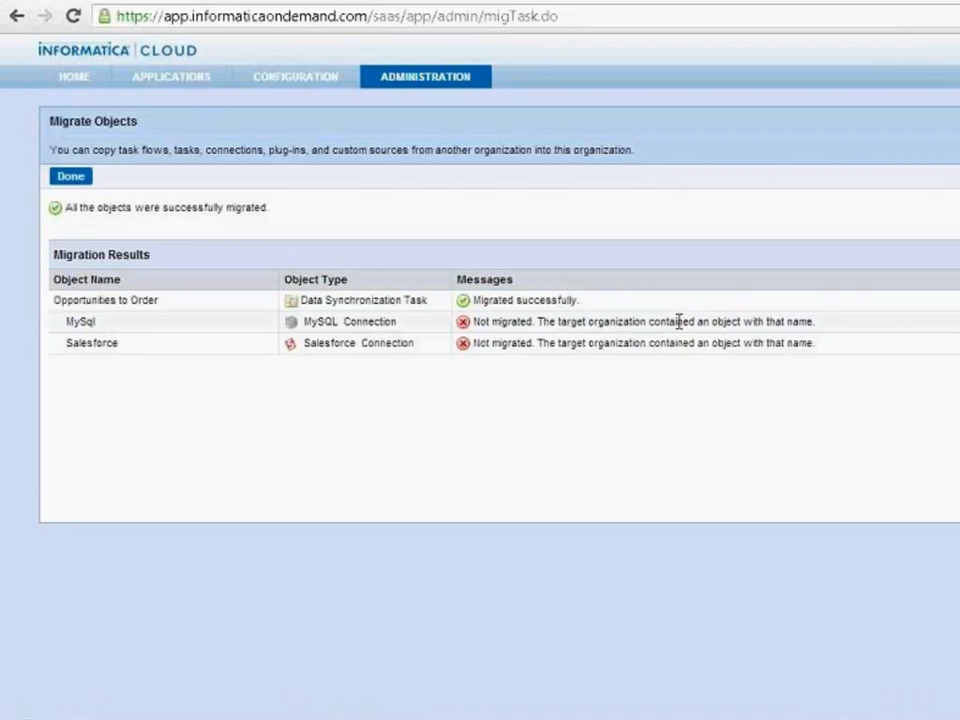 https://app.informaticaondemand.com/saas/app/admin/migTask.do
INFORMATICA | CLOUD
HOME APPLICATIONS CONFIGURATION ADMINISTRATION
Migrate Objects
You can copy task flows, tasks, connections, plug-ins, and custom sources from another organization into this organization.
Done
All the objects were successfully migrated.
Migration Results
Object Name Object Type Messages
Opportunities to Order Data Synchronization Task Migrated successfully.
MySql MySQL Connection Not migrated. The target organization contained an object with that name.
Salesforce Salesforce Connection Not migrated. The target organization contained an object with that name.